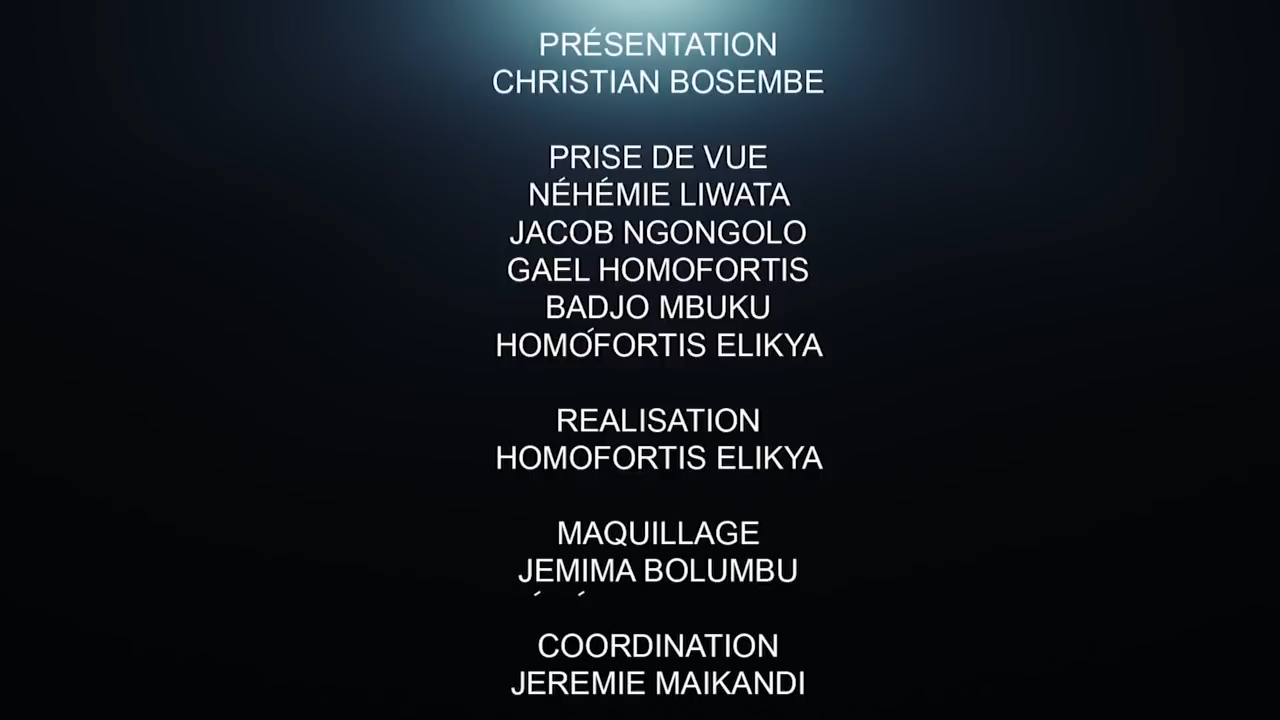 PRÉSENTATION
CHRISTIAN BOSEMBE
PRISE DE VUE
NÉHÉMIE LIWATA
JACOB NGONGOLO
GAEL HOMOFORTIS
BADJO MBUKU
HOMOFORTIS ELIKYA
REALISATION
HOMOFORTIS ELIKYA
MAQUILLAGE
JEMIMA BOLUMBU
COORDINATION
JEREMIE MAIKANDI